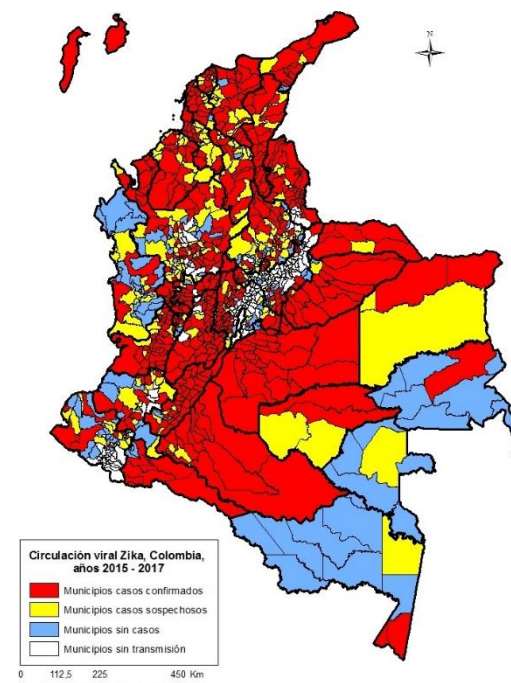 N
Circulación viral Zika, Colombia,
años 2015 - 2017
Municipios casos confirmados
Municipios casos sospechosos
Municipios sin casos
Municipios sin transmisión
0 112,5 225 450 Km